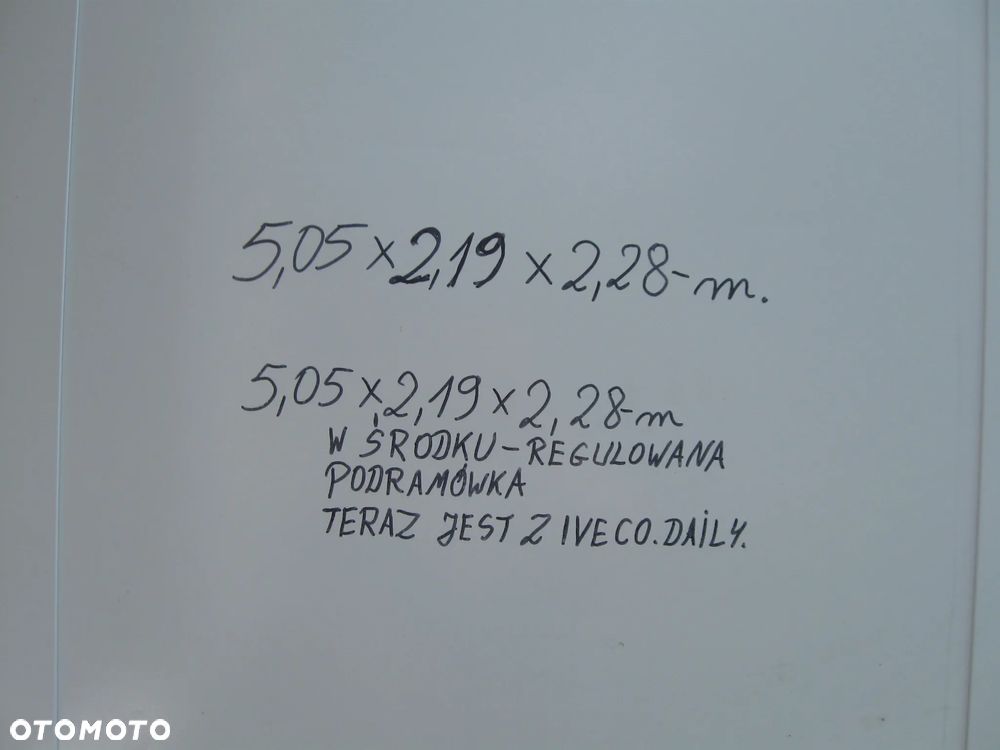 5,05 x 2,19 x 2,28-m.
5,05 x 2,19 x 2,28-m
W ŚRODKU-REGULOWANA
PODRAMÓWKA
TERAZ JEST Z IVECO.DAILY.
OTOMOTO